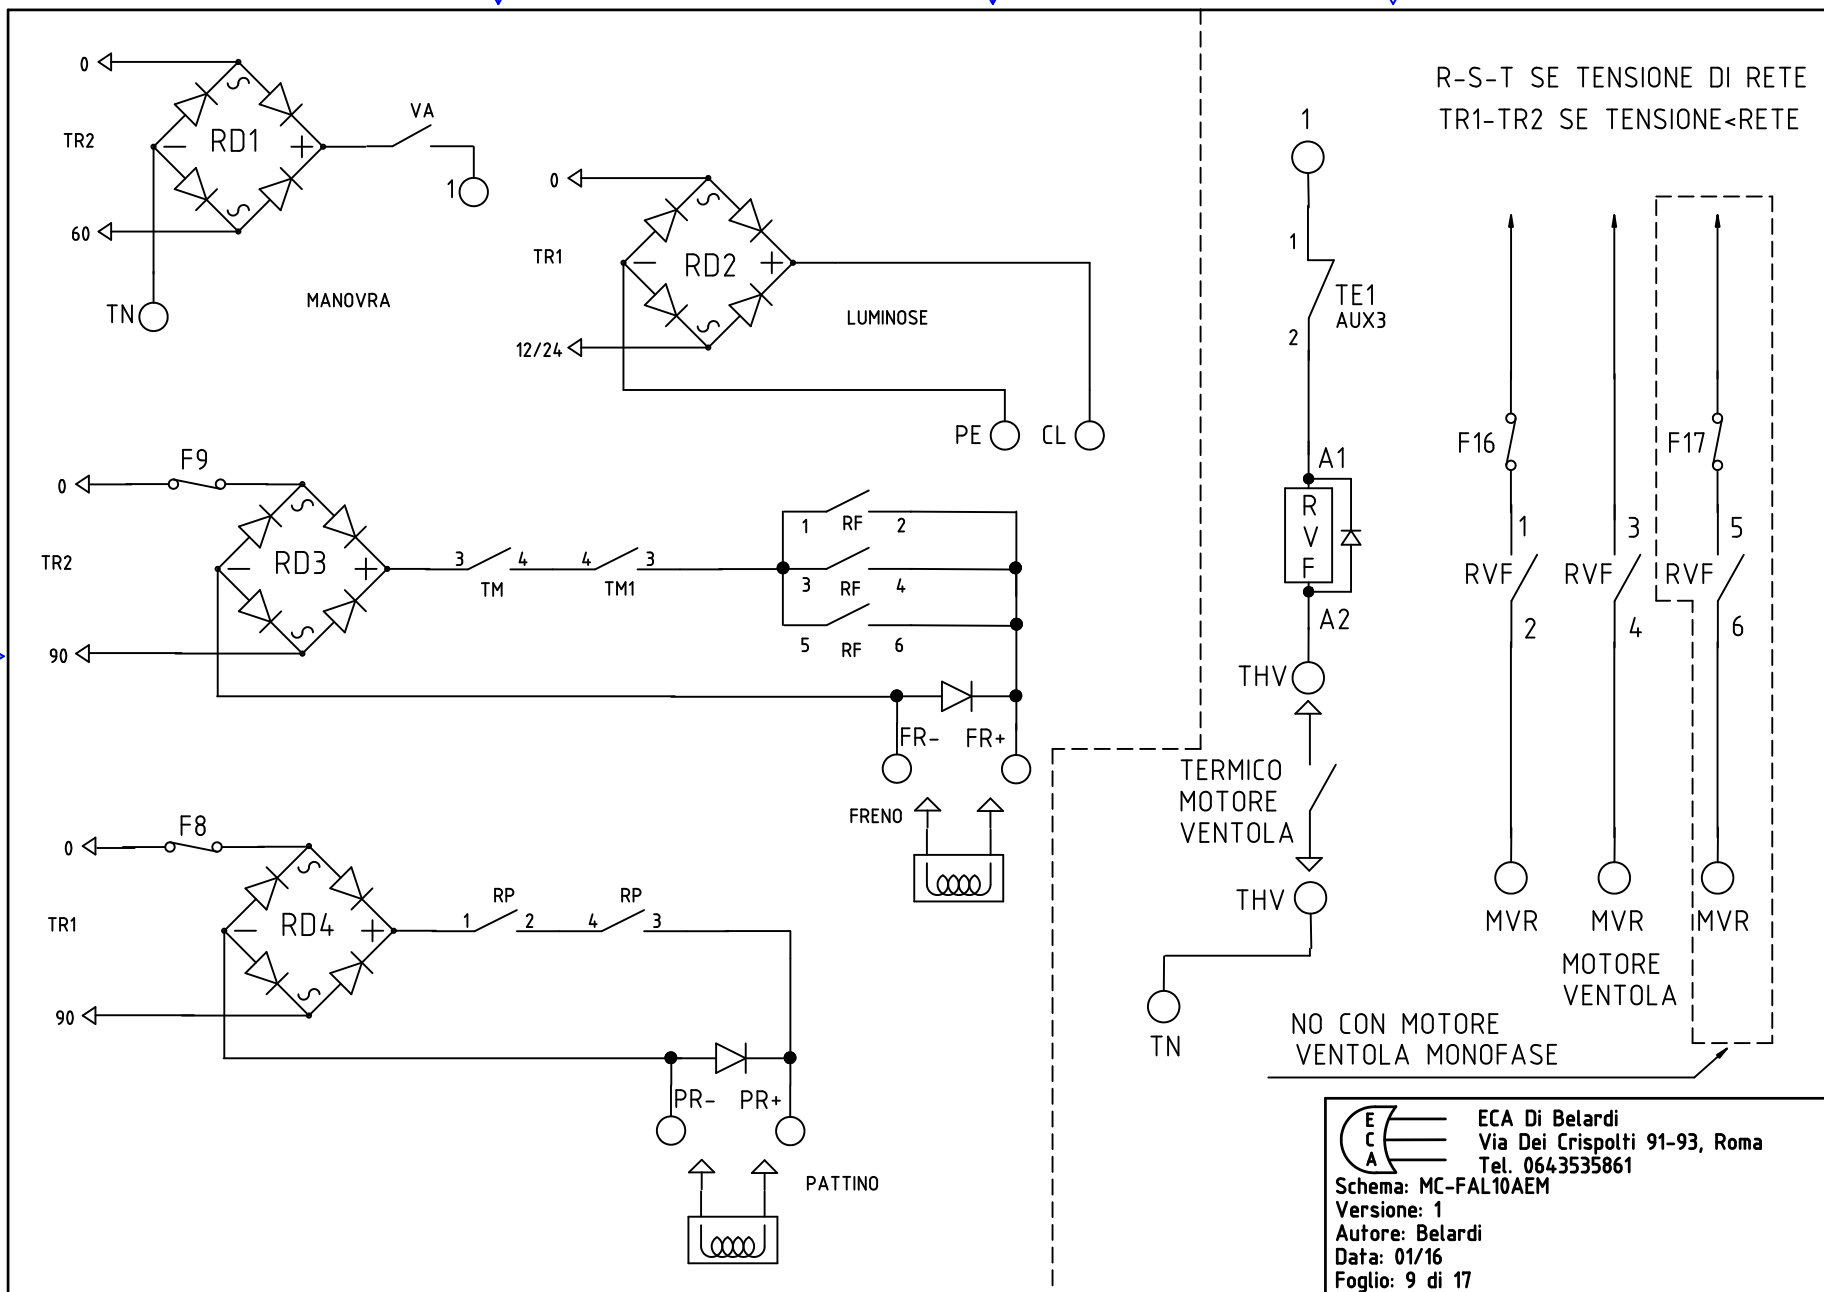 0
TR2
RD1
VA
1
60
TN
MANOVRA
0
TR1
RD2
12/24
LUMINOSE
PE
CL
F9
0
TR2
RD3
3
4
TM
4
3
TM1
1
RF
2
3
RF
4
5
RF
6
90
FR-
FR+
FRENO
F8
0
TR1
RD4
1
RP
2
4
RP
3
90
PR-
PR+
PATTINO
R-S-T SE TENSIONE DI RETE
TR1-TR2 SE TENSIONE<RETE
1
1
TE1
AUX3
2
A1
R
V
F
A2
THV
TERMICO
MOTORE
VENTOLA
THV
TN
F16
F17
1
3
5
RVF
RVF
RVF
2
4
6
MVR
MVR
MVR
MOTORE
VENTOLA
NO CON MOTORE
VENTOLA MONOFASE
E
C
A
ECA Di Belardi
Via Dei Crispolti 91-93, Roma
Tel. 0643535861
Schema: MC-FAL10AEM
Versione: 1
Autore: Belardi
Data: 01/16
Foglio: 9 di 17